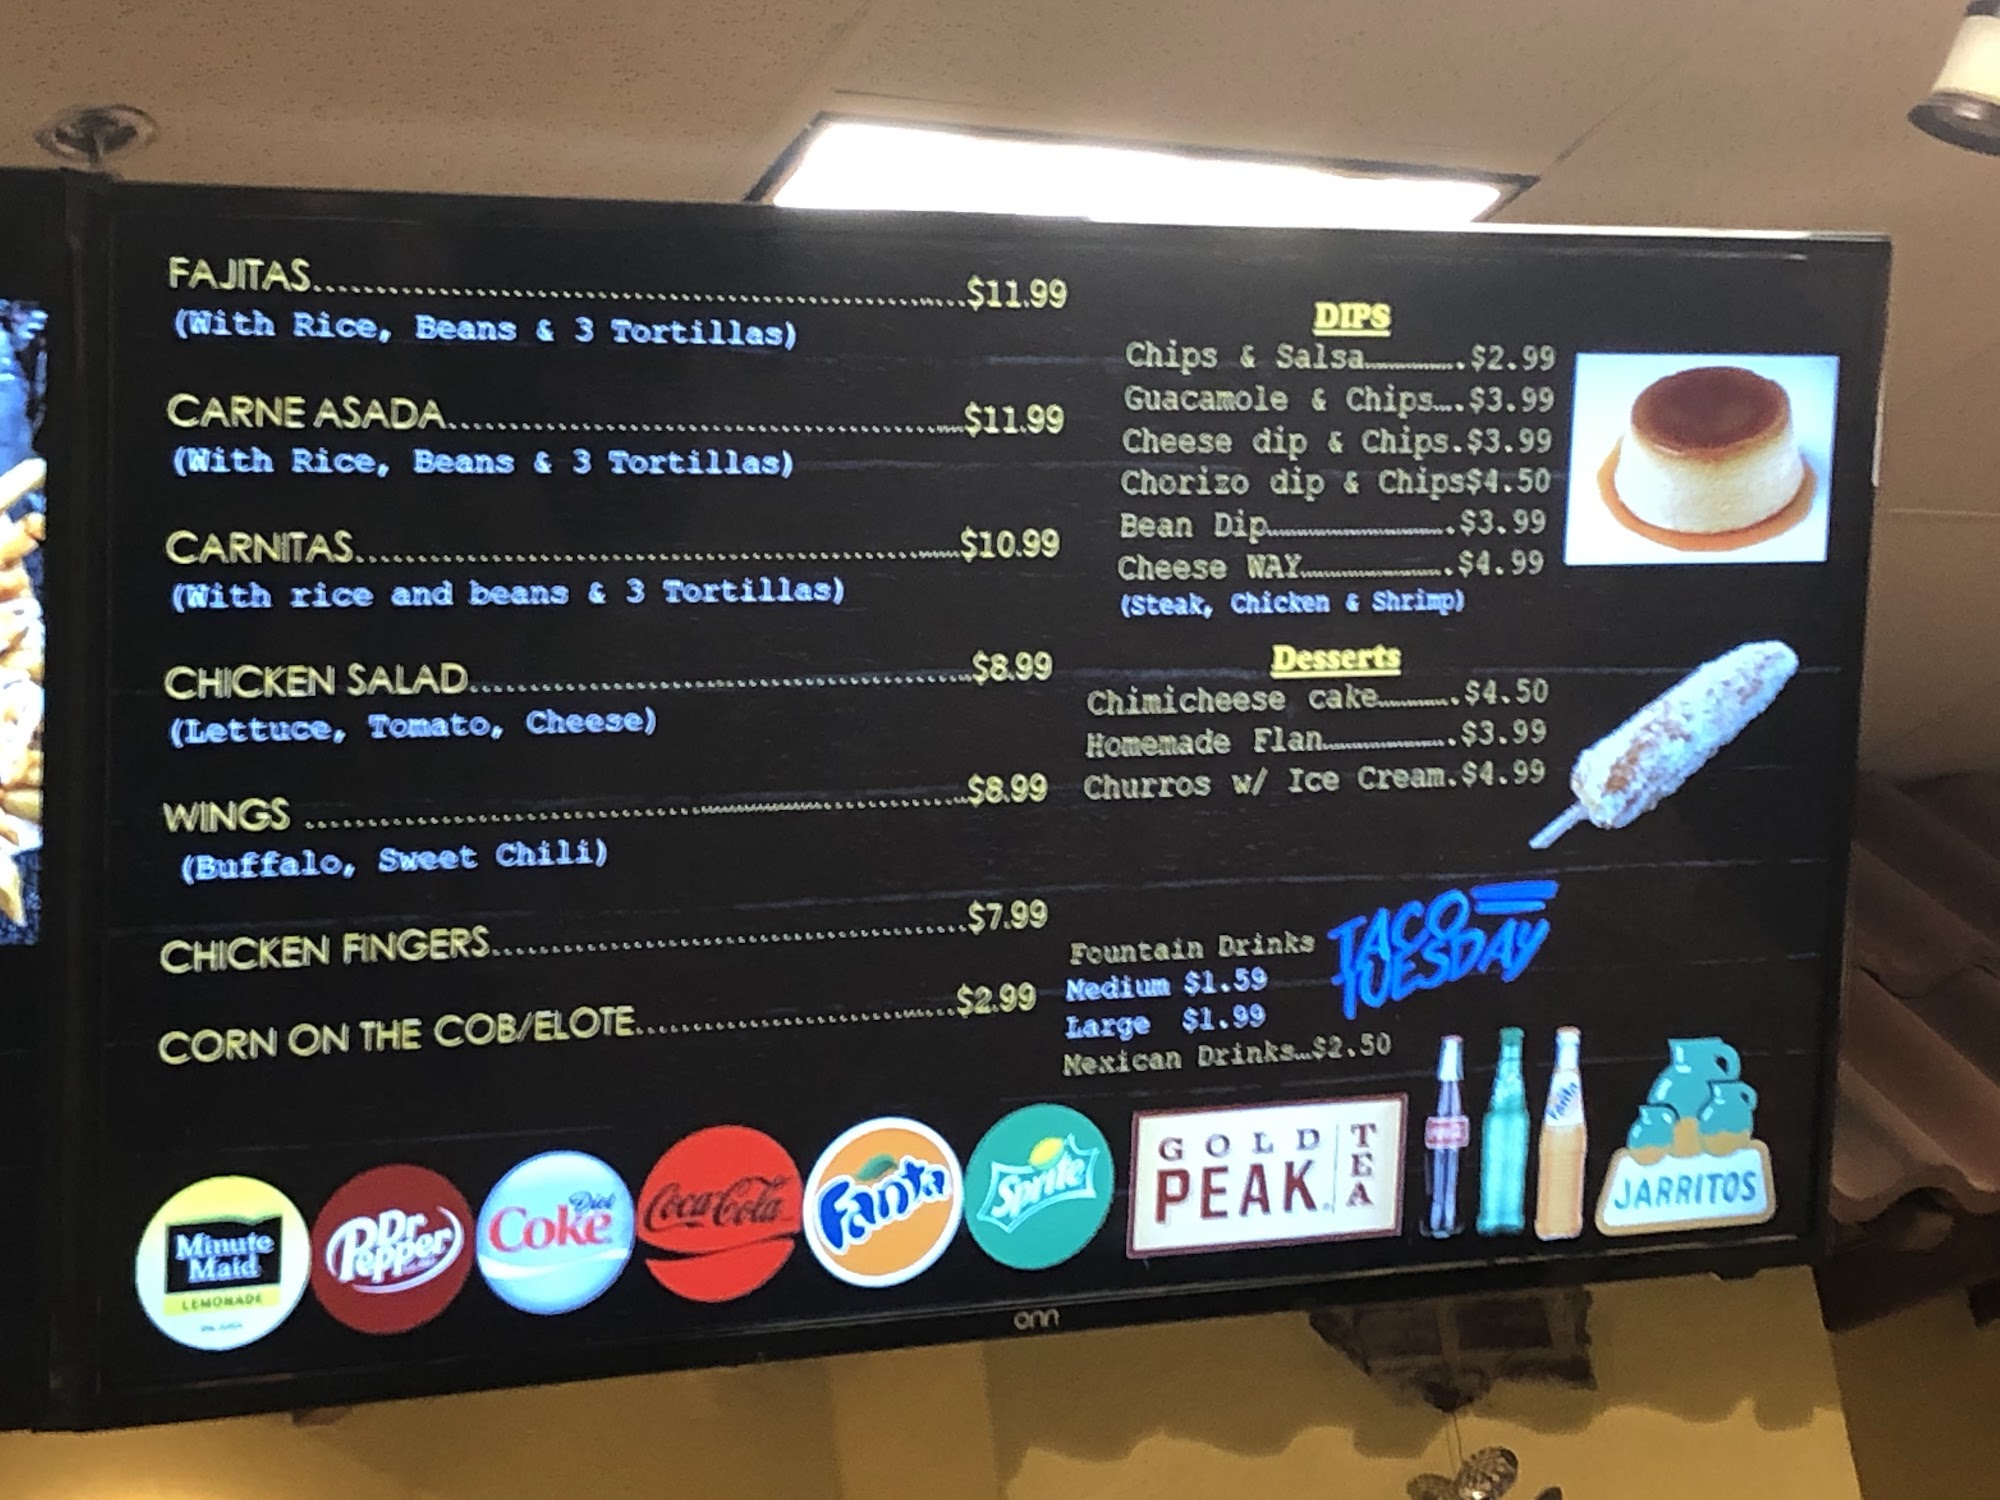 FAJITAS..............................$11.99
(With Rice, Beans & 3 Tortillas)
CARNE ASADA..............................$11.99
(With Rice, Beans & 3 Tortillas)
CARNITAS..............................$10.99
(With rice and beans & 3 Tortillas)
CHICKEN SALAD..............................$8.99
(Lettuce, Tomato, Cheese)
WINGS ..............................$8.99
(Buffalo, Sweet Chili)
CHICKEN FINGERS..............................$7.99
CORN ON THE COB/ELOTE..............................$2.99
DIPS
Chips & Salsa..........$2.99
Guacamole & Chips....$3.99
Cheese dip & Chips.$3.99
Chorizo dip & Chips$4.50
Bean Dip..........$3.99
Cheese WAY..........$4.99
(Steak, Chicken & Shrimp)
Desserts
Chimicheese cake..........$4.50
Homemade Flan..........$3.99
Churros w/ Ice Cream.$4.99
TACO
TUESDAY
Fountain Drinks
Medium $1.59
Large $1.99
Mexican Drinks...$2.50
Minute
Maid
LEMONADE
Dr
Pepper
Diet
Coke
Coca-Cola
Fanta
Sprite
GOLD
PEAK
TEA
Fanta
JARRITOS
onn